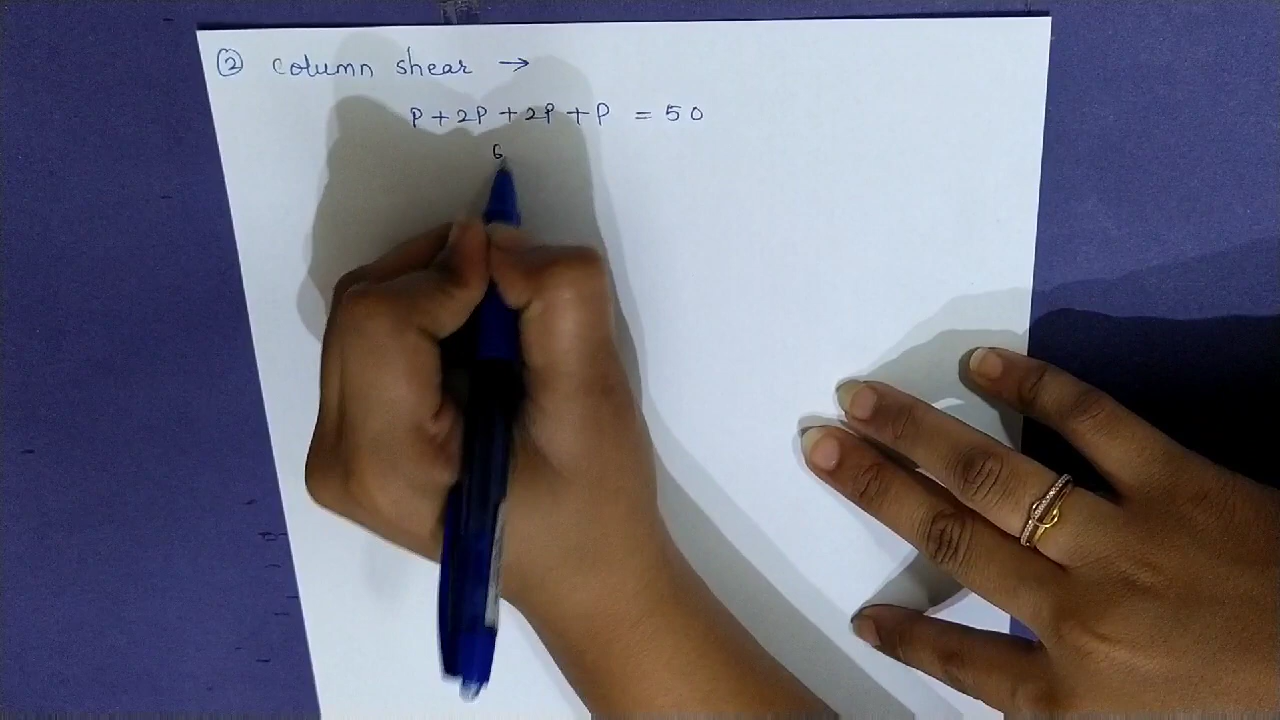 ② column shear →
P + 2P + 2P + P = 50
6